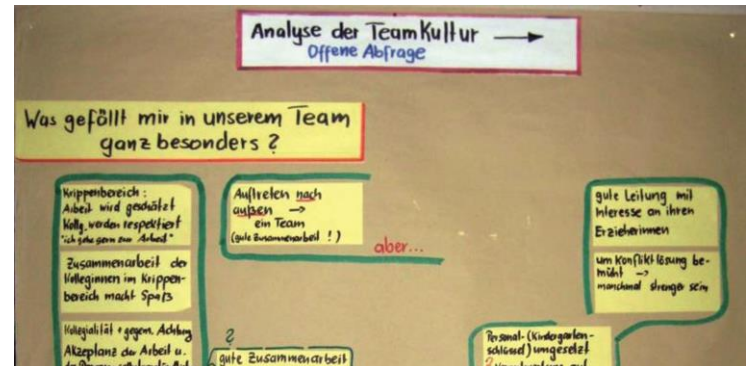 Analyse der TeamKultur →
Offene Abfrage
Was gefällt mir in unserem Team
ganz besonders ?
Krippenbereich :
Arbeit wird geschätzt
Kolleg. werden respektiert
"ich gehe gern zur Arbeit"
Zusammenarbeit der
Kolleginnen im Krippen-
bereich macht Spaß
Kollegialität + gegens. Achtung
Akzeptanz der Arbeit u.
Auftreten nach
außen →
ein Team
(gute Zusammenarbeit !)
aber...
?
gute Zusammenarbeit
gute Leitung mit
Interesse an ihren
Erzieherinnen
um Konfliktlösung be-
müht →
manchmal strenger sein
Personal- (Kindergarten-
schlüssel) umgesetzt
?